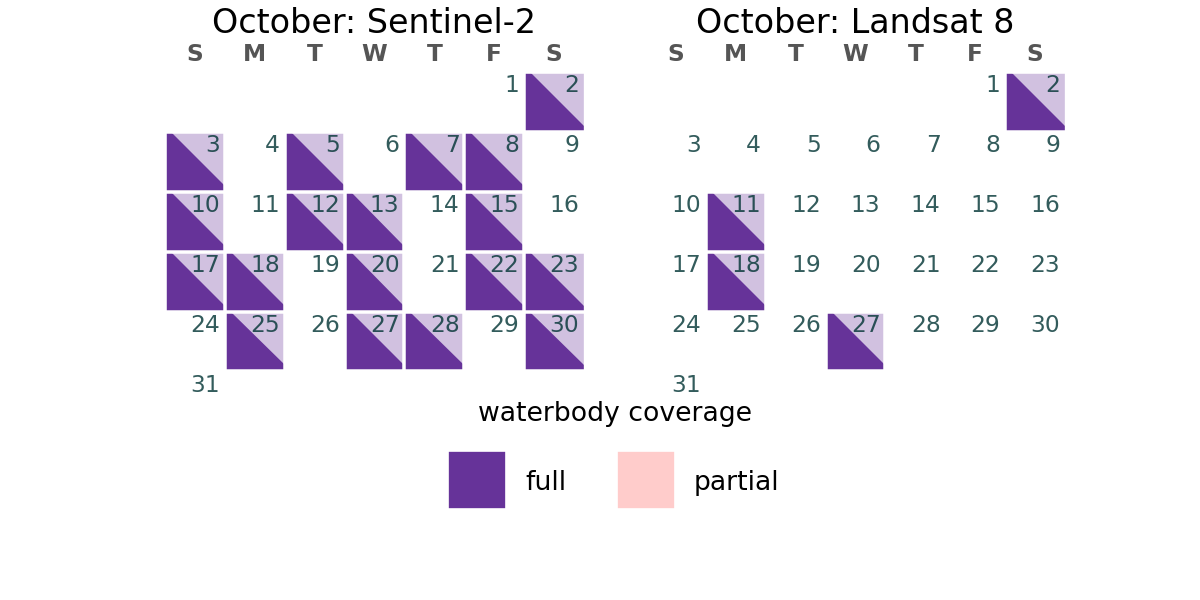 October: Sentinel-2
S M T W T F S
1 2
3 4 5 6 7 8 9
10 11 12 13 14 15 16
17 18 19 20 21 22 23
24 25 26 27 28 29 30
31
October: Landsat 8
S M T W T F S
1 2
3 4 5 6 7 8 9
10 11 12 13 14 15 16
17 18 19 20 21 22 23
24 25 26 27 28 29 30
31
waterbody coverage
full partial